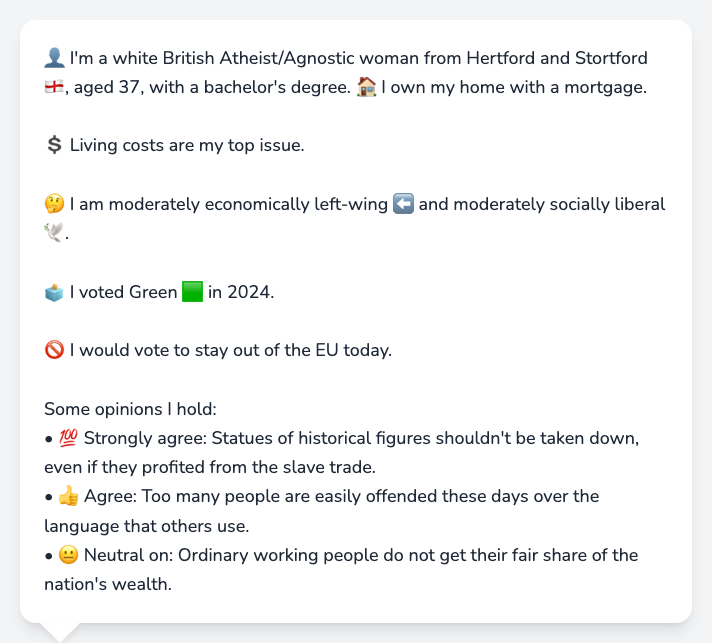 👤 I'm a white British Atheist/Agnostic woman from Hertford and Stortford
🏴󠁧󠁢󠁥󠁮󠁧󠁿, aged 37, with a bachelor's degree. 🏠 I own my home with a mortgage.
💲 Living costs are my top issue.
🤔 I am moderately economically left-wing ⬅️ and moderately socially liberal
🕊️.
🗳️ I voted Green 🟩 in 2024.
🚫 I would vote to stay out of the EU today.
Some opinions I hold:
• 💯 Strongly agree: Statues of historical figures shouldn't be taken down,
even if they profited from the slave trade.
• 👍 Agree: Too many people are easily offended these days over the
language that others use.
• 😐 Neutral on: Ordinary working people do not get their fair share of the
nation's wealth.